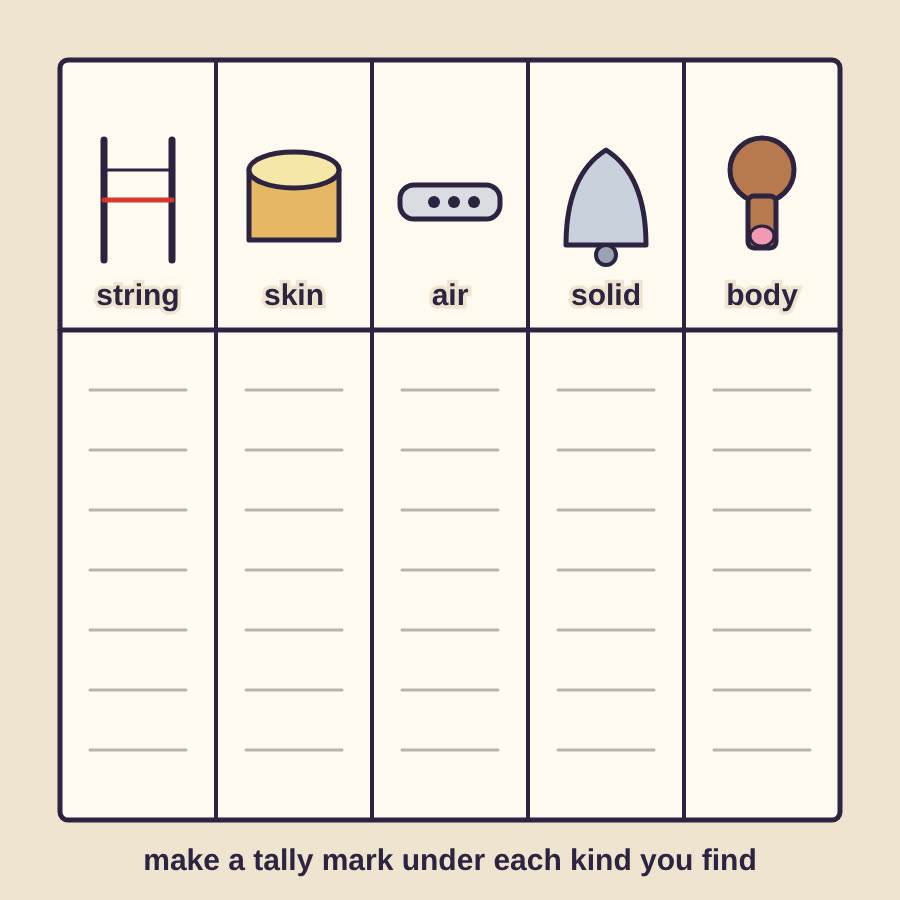 string skin air solid body
make a tally mark under each kind you find